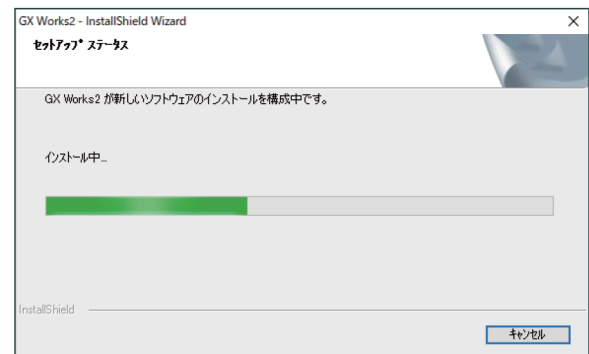 GX Works2 - InstallShield Wizard
セットアップ ステータス
GX Works2 が新しいソフトウェアのインストールを構成中です。
インストール中...
InstallShield
キャンセル